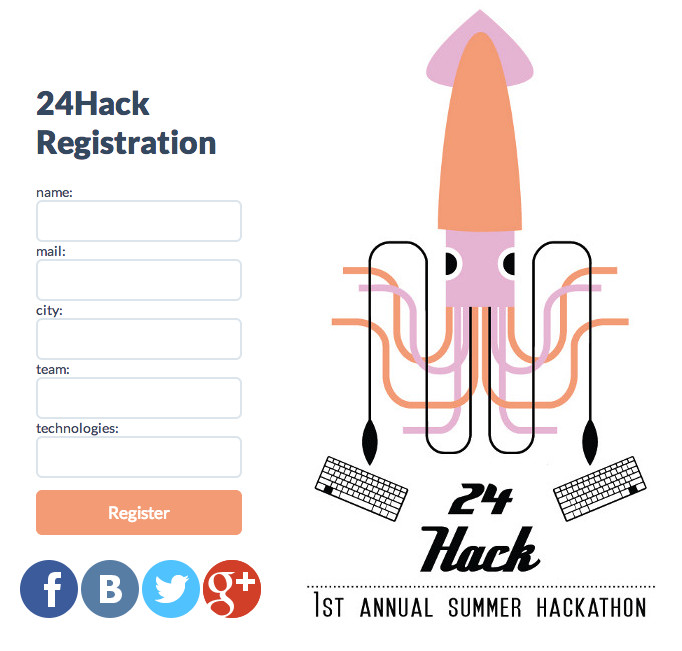 24Hack
Registration
name:
mail:
city:
team:
technologies:
Register
f
B
g+
24
Hack
1ST ANNUAL SUMMER HACKATHON